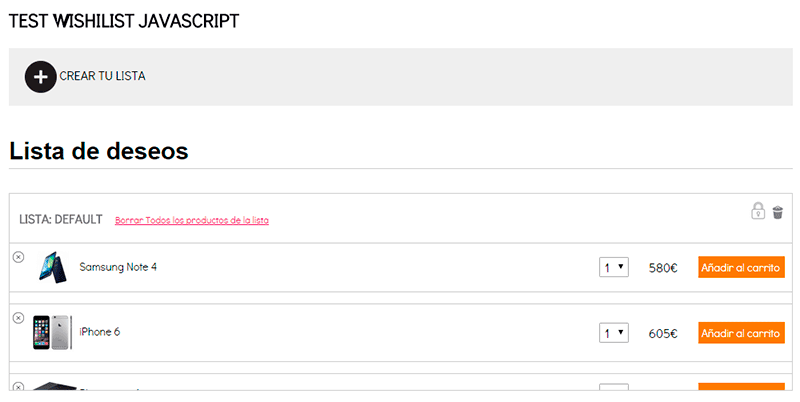 TEST WISHILIST JAVASCRIPT
CREAR TU LISTA
Lista de deseos
LISTA: DEFAULT Borrar Todos los productos de la lista
Samsung Note 4 1 580€ Añadir al carrito
iPhone 6 1 605€ Añadir al carrito